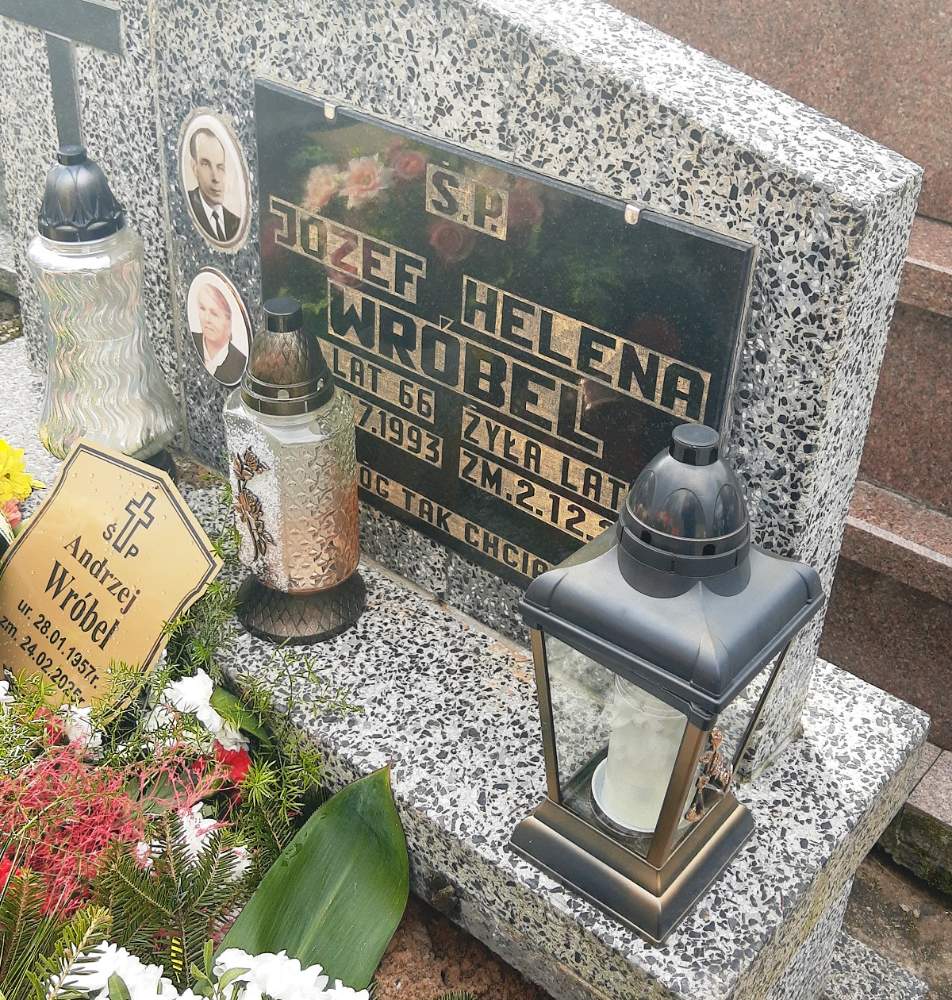 Ś.P.
JÓZEF HELENA
WRÓBEL
LAT 66 ŻYŁA LAT
7.1993 ZM.2.12.
TAK CHCIA
Ś P
Andrzej
Wróbel
ur. 28.01.1957r.
zm. 24.02.2025r.